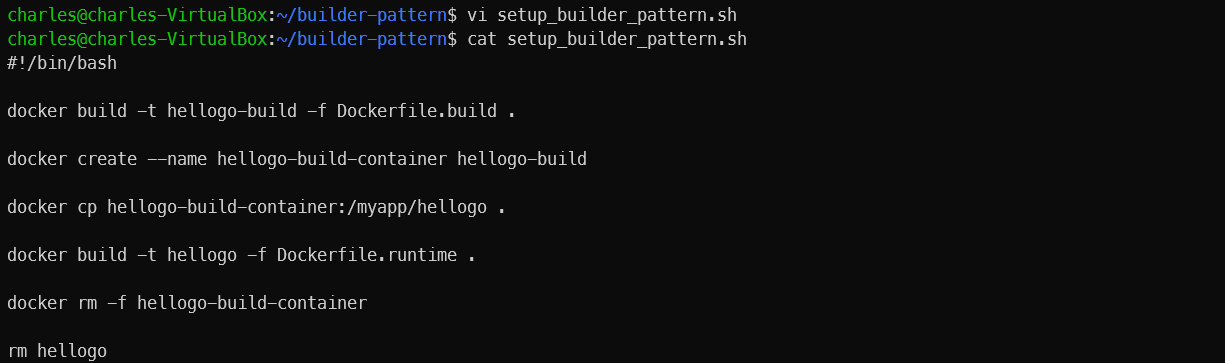 charles@charles-VirtualBox:~/builder-pattern$ vi setup_builder_pattern.sh
charles@charles-VirtualBox:~/builder-pattern$ cat setup_builder_pattern.sh
#!/bin/bash
docker build -t hellogo-build -f Dockerfile.build .
docker create --name hellogo-build-container hellogo-build
docker cp hellogo-build-container:/myapp/hellogo .
docker build -t hellogo -f Dockerfile.runtime .
docker rm -f hellogo-build-container
rm hellogo